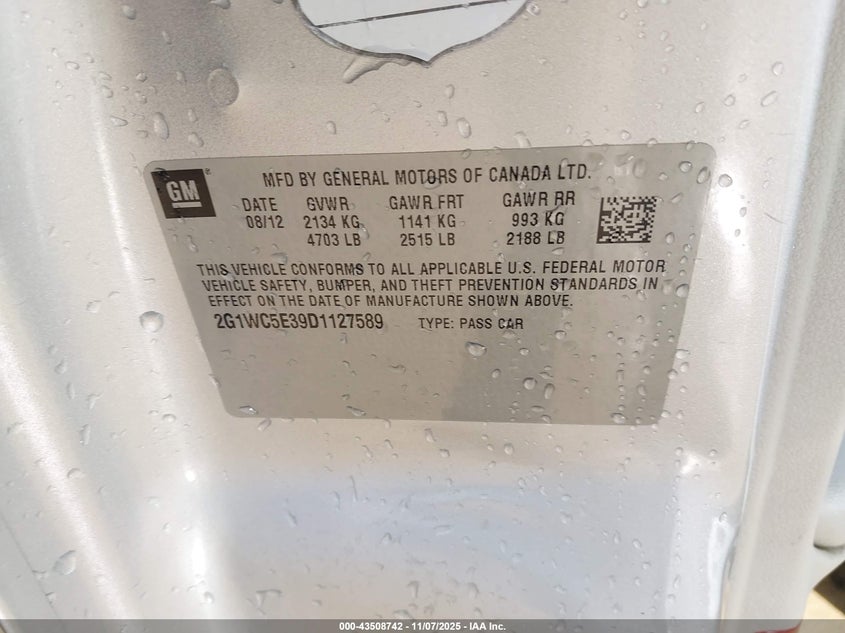 GM ®
MFD BY GENERAL MOTORS OF CANADA LTD.
DATE GVWR GAWR FRT GAWR RR
08/12 2134 KG 1141 KG 993 KG
4703 LB 2515 LB 2188 LB
THIS VEHICLE CONFORMS TO ALL APPLICABLE U.S. FEDERAL MOTOR
VEHICLE SAFETY, BUMPER, AND THEFT PREVENTION STANDARDS IN
EFFECT ON THE DATE OF MANUFACTURE SHOWN ABOVE.
2G1WC5E39D1127589 TYPE: PASS CAR
000-43508742 - 11/07/2025 - IAA Inc.